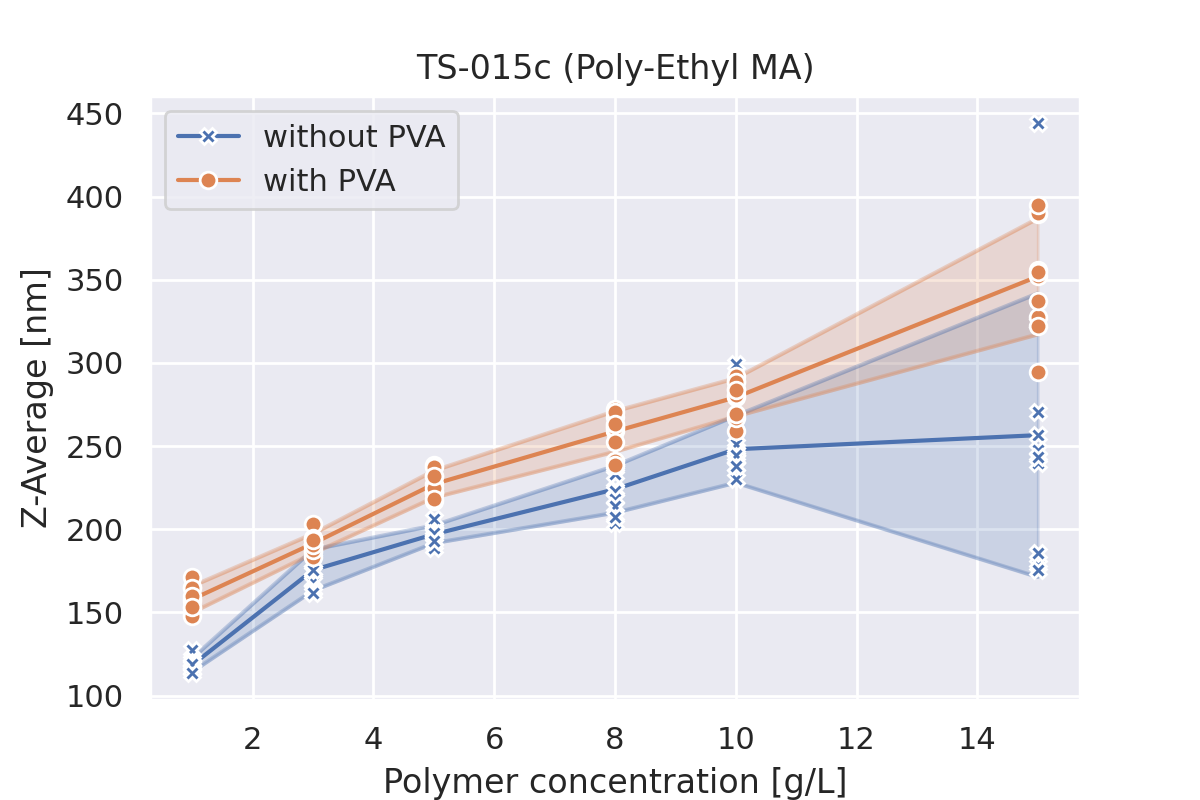 TS-015c (Poly-Ethyl MA)
without PVA
with PVA
Z-Average [nm]
450
400
350
300
250
200
150
100
2 4 6 8 10 12 14
Polymer concentration [g/L]